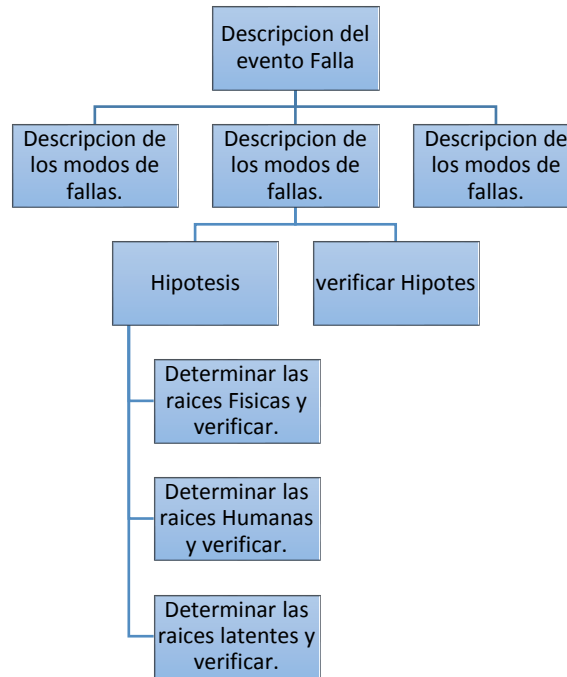 Descripcion del
evento Falla
Descripcion de
los modos de
fallas.
Descripcion de
los modos de
fallas.
Descripcion de
los modos de
fallas.
Hipotesis
verificar Hipotes
Determinar las
raices Fisicas y
verificar.
Determinar las
raices Humanas
y verificar.
Determinar las
raices latentes y
verificar.